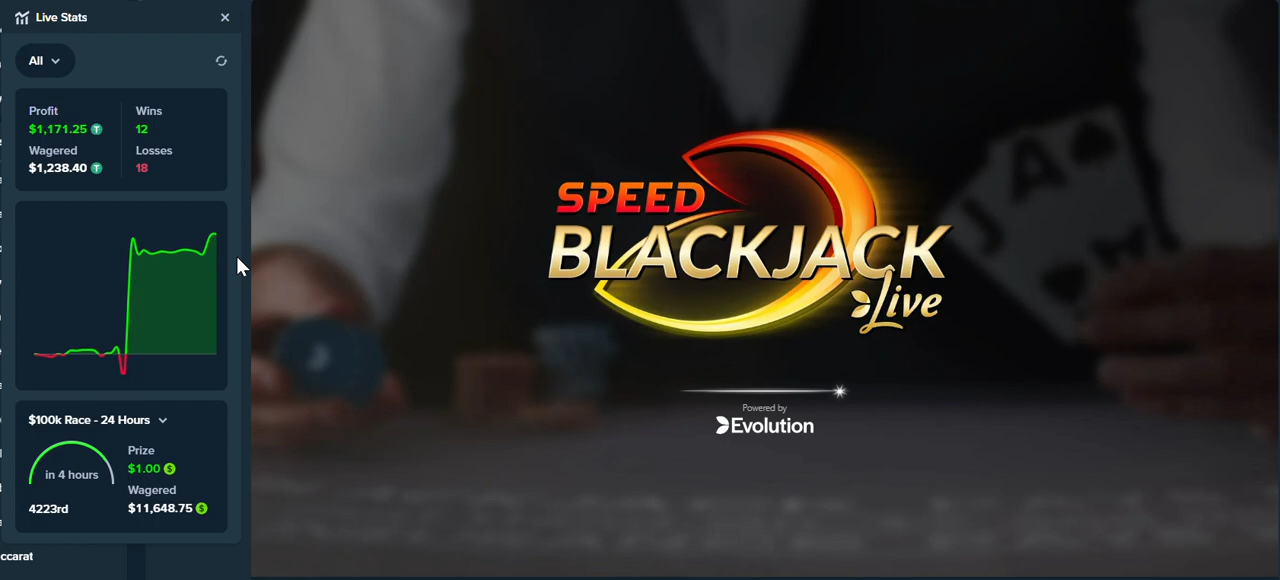 Live Stats
All
Profit
$1,171.25
Wagered
$1,238.40
Wins
12
Losses
18
$100k Race - 24 Hours
in 4 hours
4223rd
Prize
$1.00
Wagered
$11,648.75
ccarat
SPEED
BLACKJACK
Live
Powered by
Evolution
A
J